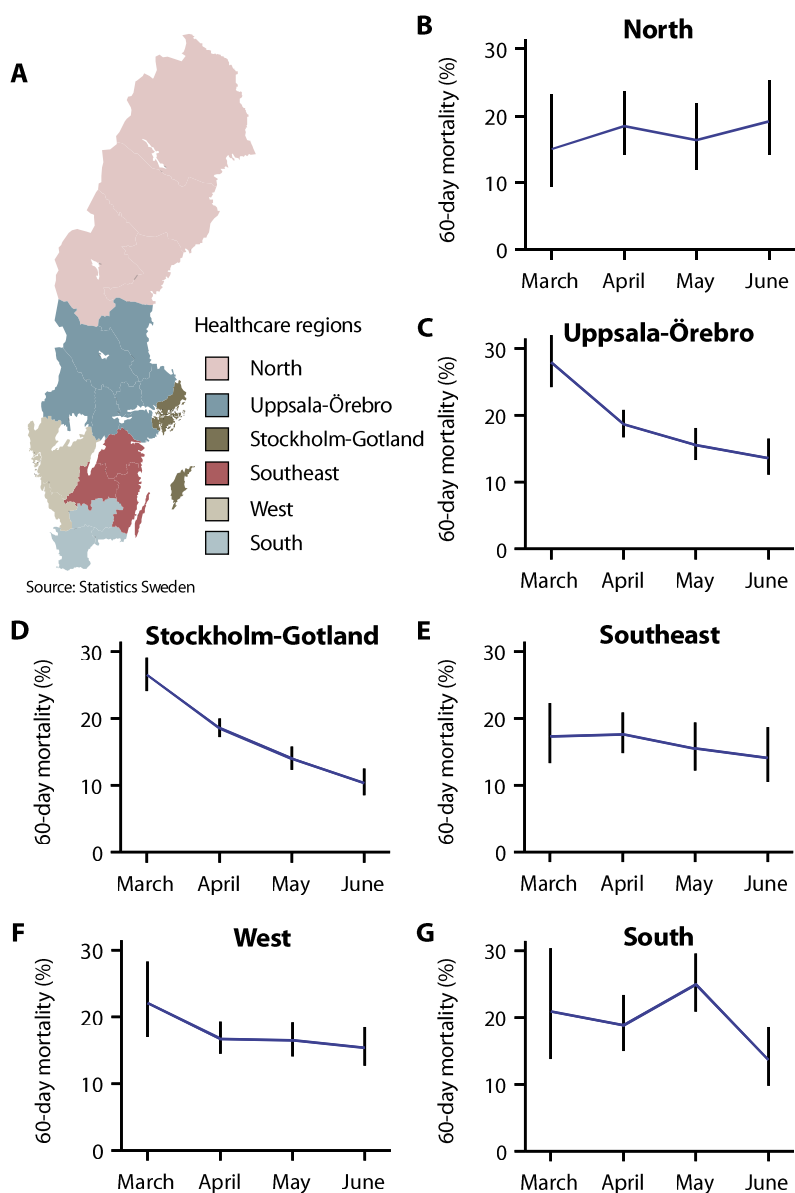 A
Healthcare regions
North
Uppsala-Örebro
Stockholm-Gotland
Southeast
West
South
Source: Statistics Sweden
B
North
60-day mortality (%)
30
20
10
0
March April May June
C
Uppsala-Örebro
60-day mortality (%)
30
20
10
0
March April May June
D
Stockholm-Gotland
60-day mortality (%)
30
20
10
0
March April May June
E
Southeast
60-day mortality (%)
30
20
10
0
March April May June
F
West
60-day mortality (%)
30
20
10
0
March April May June
G
South
60-day mortality (%)
30
20
10
0
March April May June